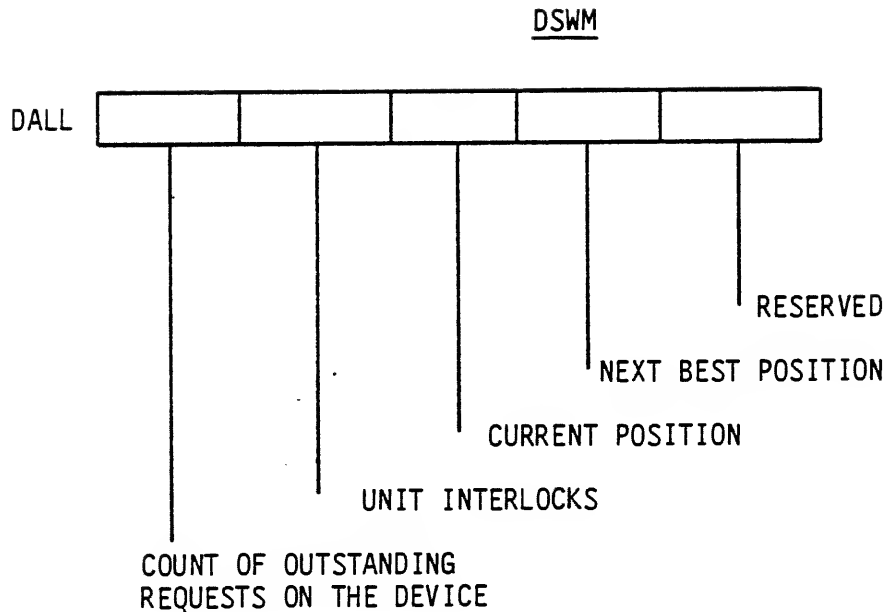 DSWM
DALL
RESERVED
NEXT BEST POSITION
CURRENT POSITION
UNIT INTERLOCKS
COUNT OF OUTSTANDING
REQUESTS ON THE DEVICE